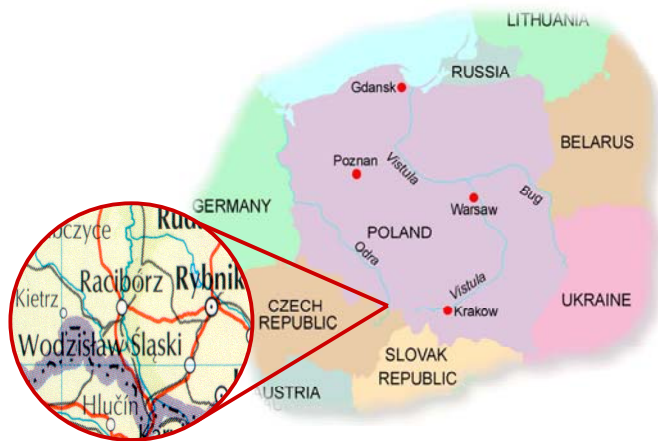 LITHUANIA
RUSSIA
Gdansk
BELARUS
Poznan
Vistula
Bug
GERMANY
Warsaw
POLAND
Odra
Vistula
UKRAINE
CZECH
REPUBLIC
Krakow
SLOVAK
REPUBLIC
AUSTRIA
Racibórz
Rybnik
Kietrz
Wodzisław Śląski
Hlučín